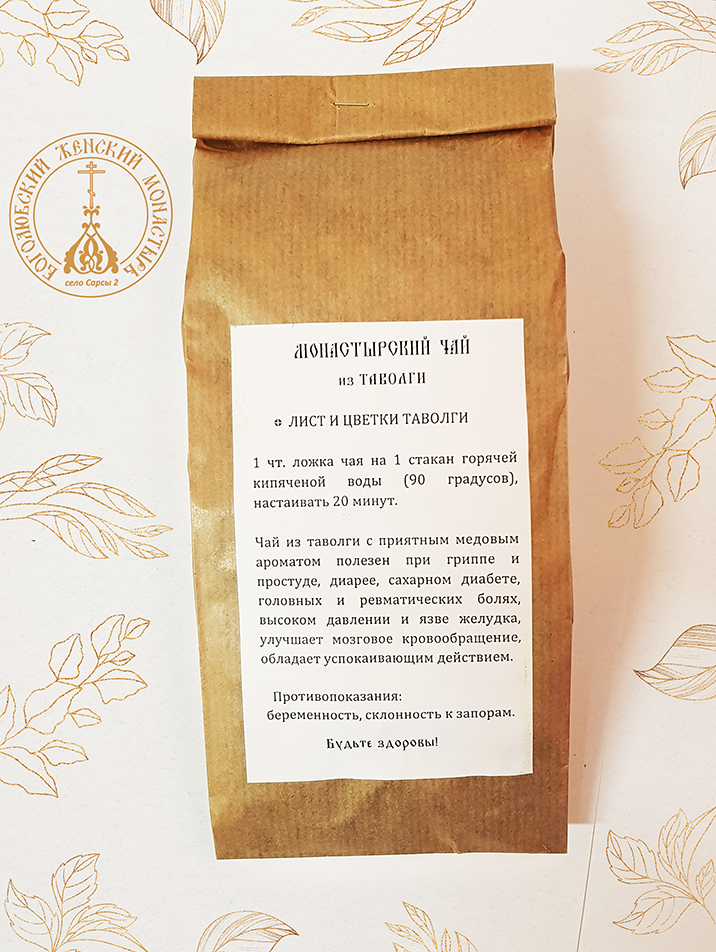 БОГОЛЮБСКИЙ ЖЕНСКИЙ МОНАСТЫРЬ
село Сарсы 2
МОНАСТЫРСКИЙ ЧАЙ
из ТАВОЛГИ
ЛИСТ И ЦВЕТКИ ТАВОЛГИ
1 чт. ложка чая на 1 стакан горячей
кипяченой воды (90 градусов),
настаивать 20 минут.
Чай из таволги с приятным медовым
ароматом полезен при гриппе и
простуде, диарее, сахарном диабете,
головных и ревматических болях,
высоком давлении и язве желудка,
улучшает мозговое кровообращение,
обладает успокаивающим действием.
Противопоказания:
беременность, склонность к запорам.
Будьте здоровы!